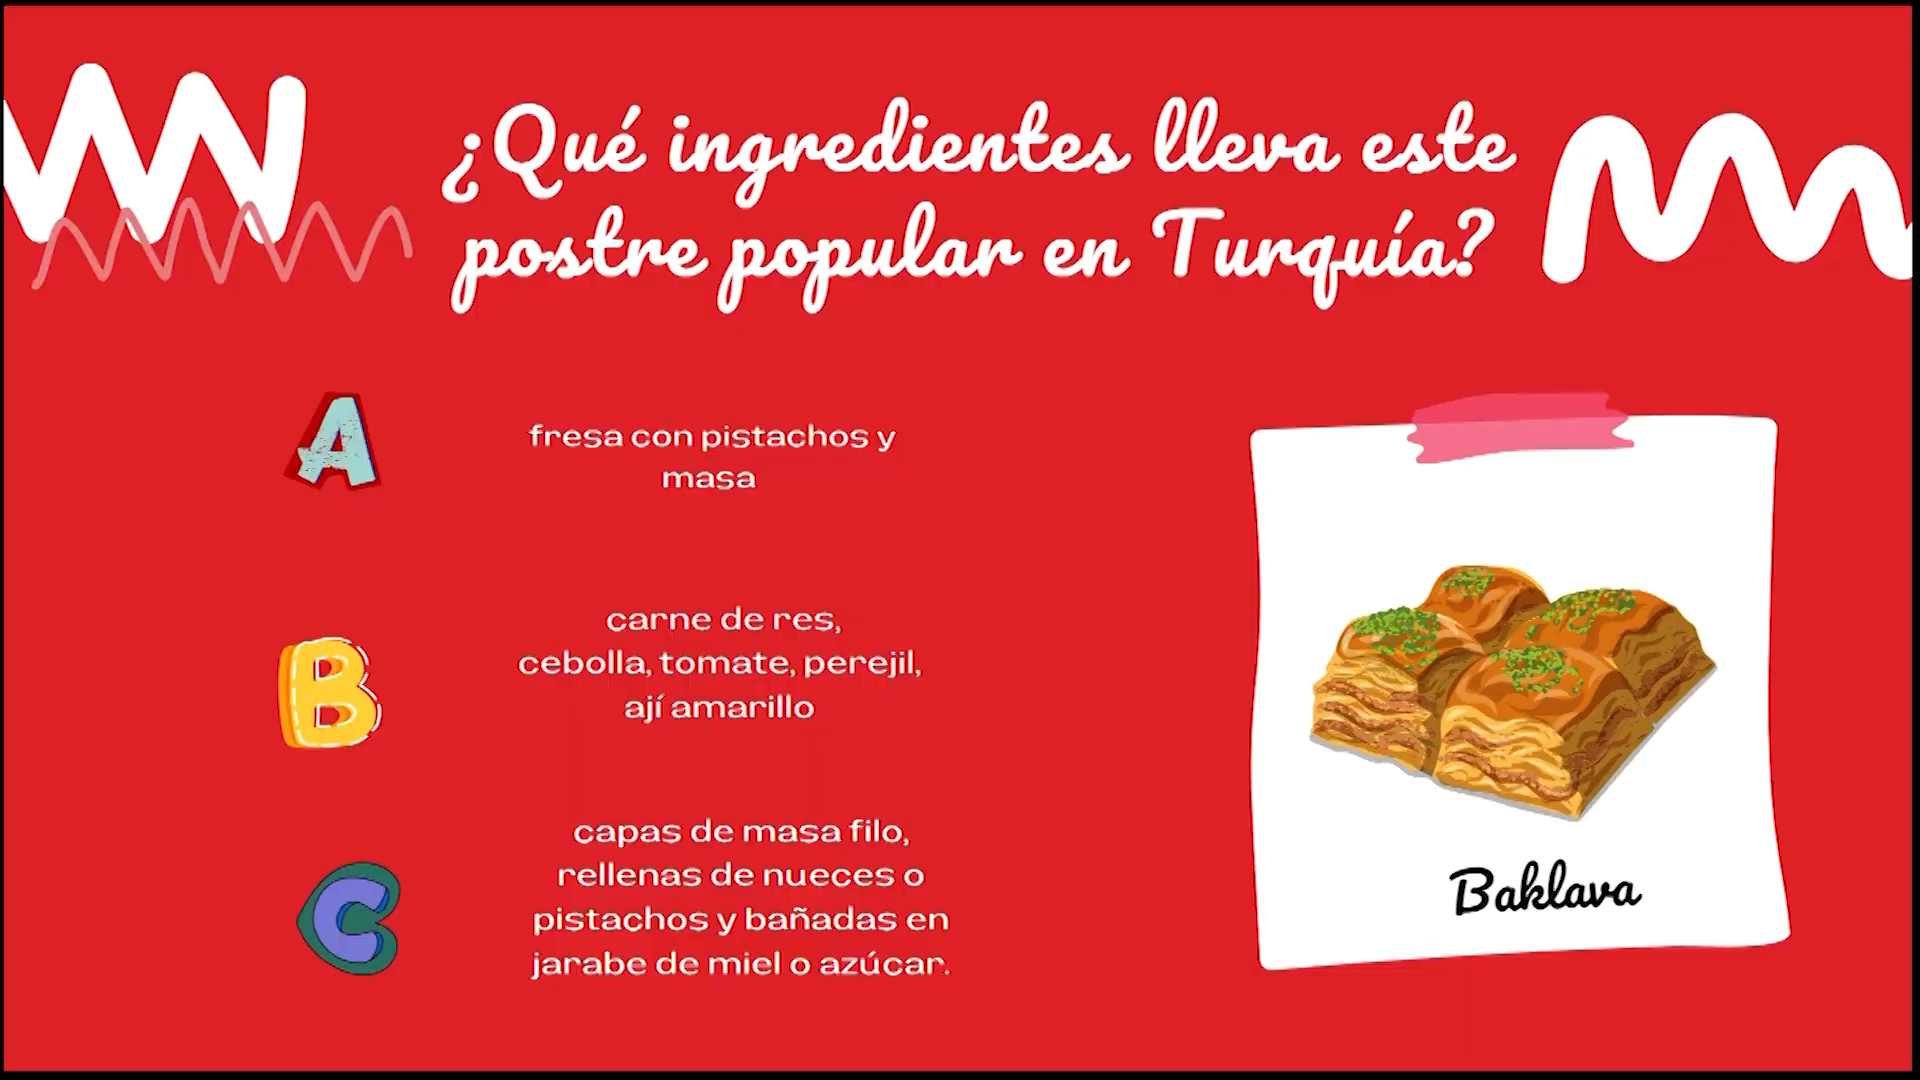 ¿Qué ingredientes lleva este
postre popular en Turquía?
A
fresa con pistachos y
masa
B
carne de res,
cebolla, tomate, perejil,
ají amarillo
C
capas de masa filo,
rellenas de nueces o
pistachos y bañadas en
jarabe de miel o azúcar.
Baklava